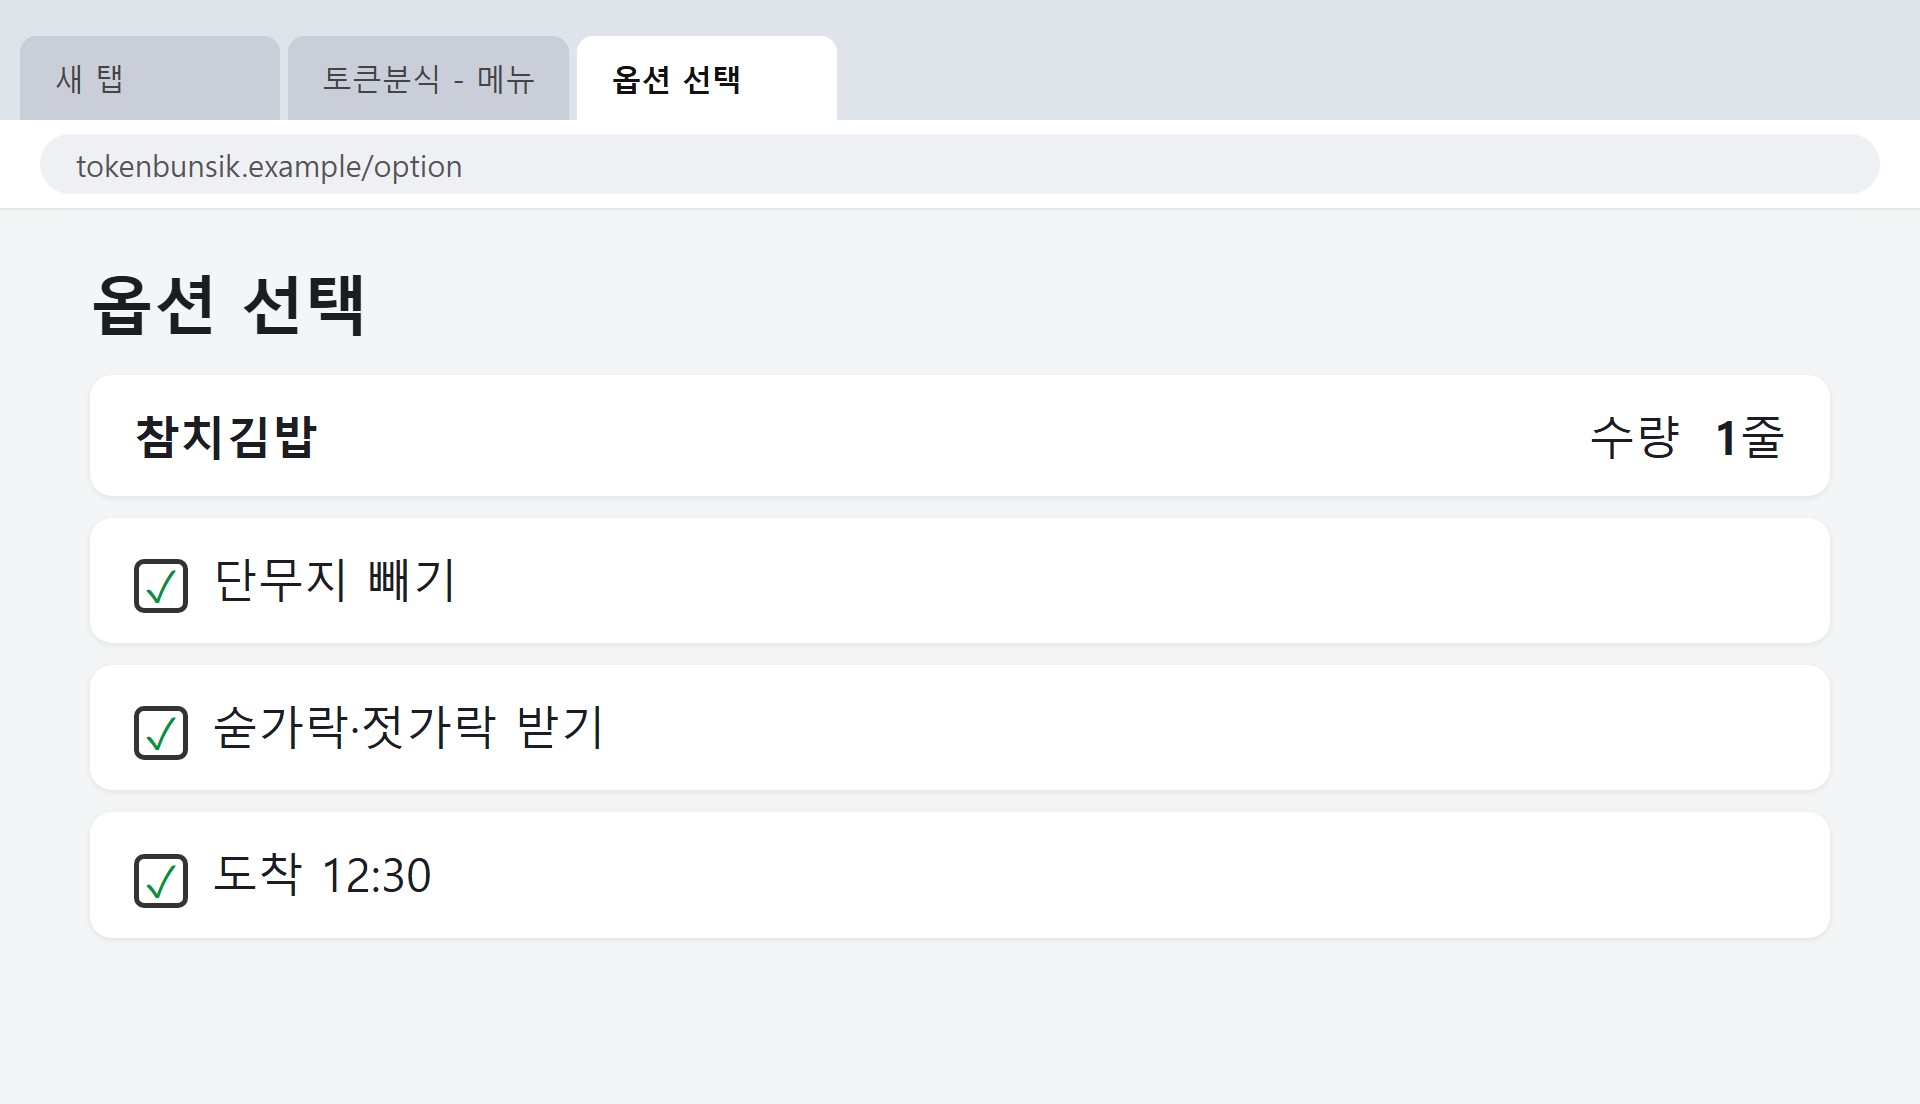 새 탭 토큰분식 - 메뉴 옵션 선택
tokenbunsik.example/option
옵션 선택
참치김밥 수량 1줄
✓ 단무지 빼기
✓ 숟가락·젓가락 받기
✓ 도착 12:30